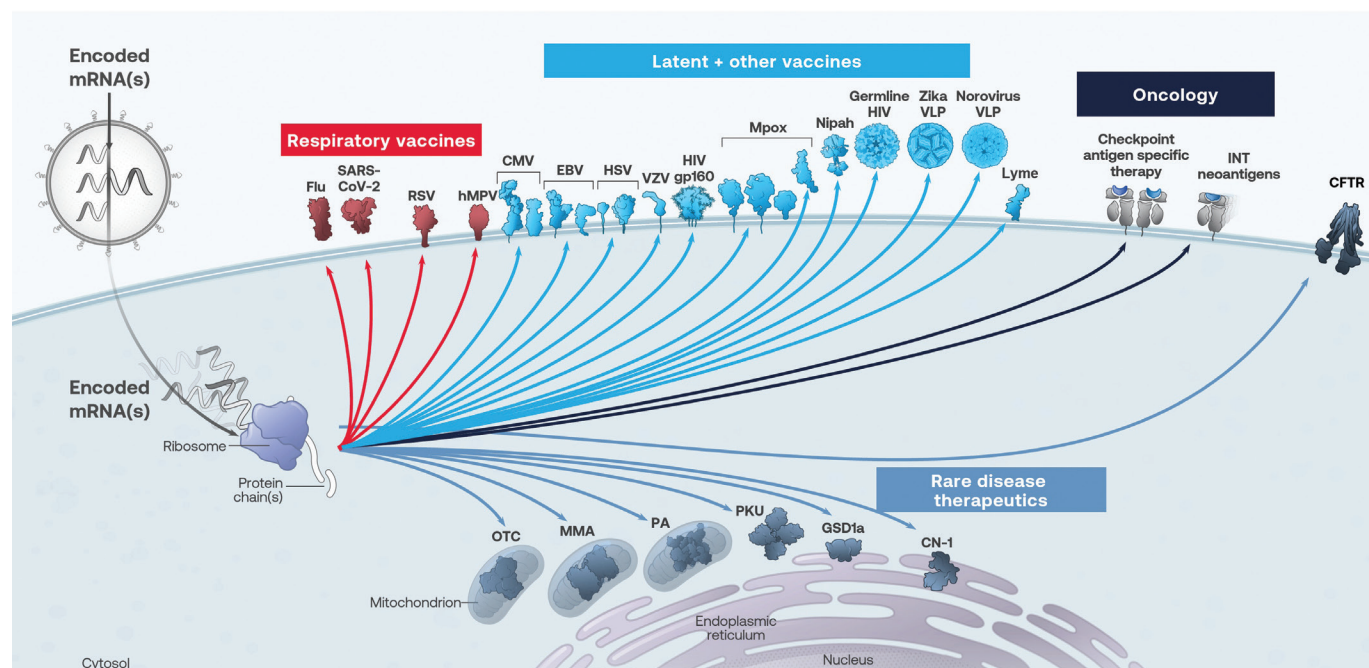 Encoded
mRNA(s)
Respiratory vaccines
Flu
SARS-
CoV-2
RSV
hMPV
Latent + other vaccines
CMV
EBV
HSV
VZV
HIV
gp160
Mpox
Nipah
Germline
HIV
Zika
VLP
Norovirus
VLP
Lyme
Oncology
Checkpoint
antigen specific
therapy
INT
neoantigens
CFTR
Encoded
mRNA(s)
Ribosome
Protein
chain(s)
Rare disease
therapeutics
OTC
MMA
PA
PKU
GSD1a
CN-1
Mitochondrion
Endoplasmic
reticulum
Cytosol
Nucleus